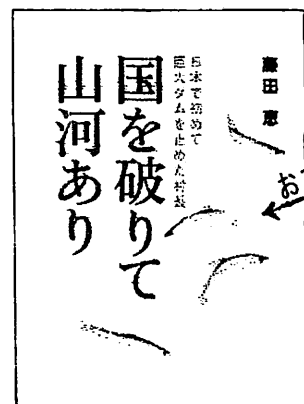 藤田 恵
日本で初めて
巨大ダムを止めた村長
国を破りて
山河あり
お